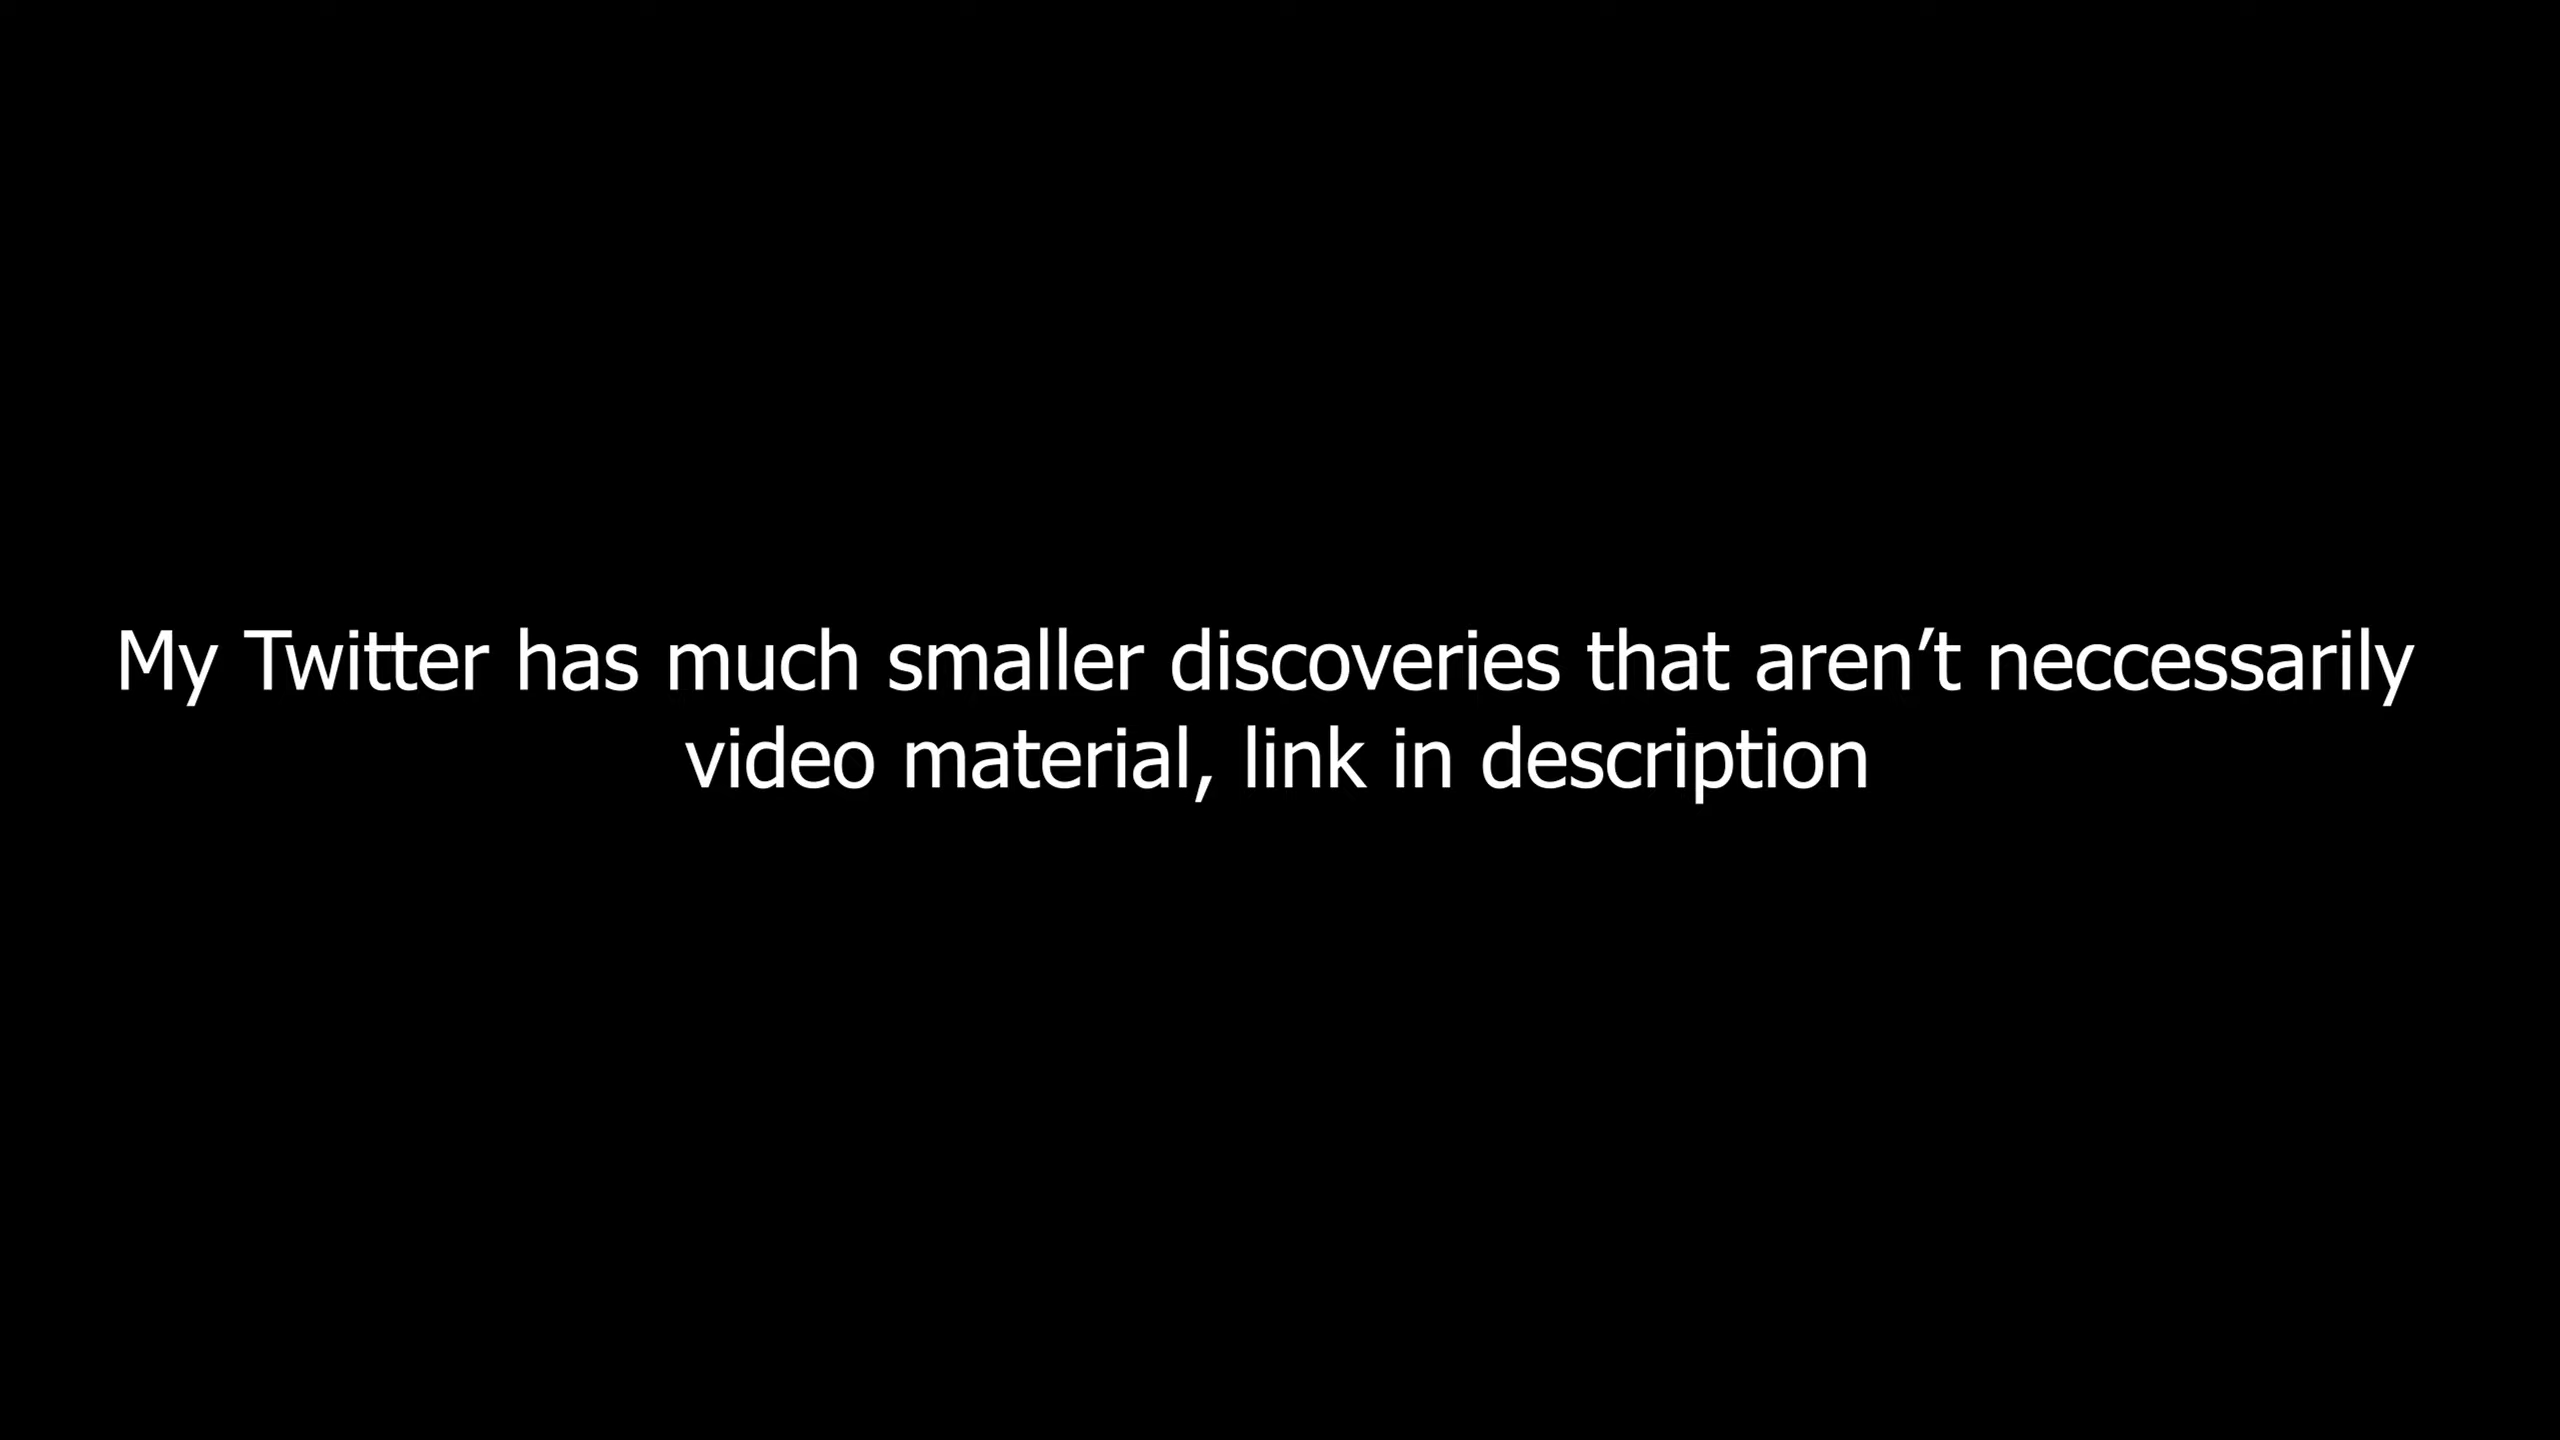 My Twitter has much smaller discoveries that aren’t neccessarily
video material, link in description